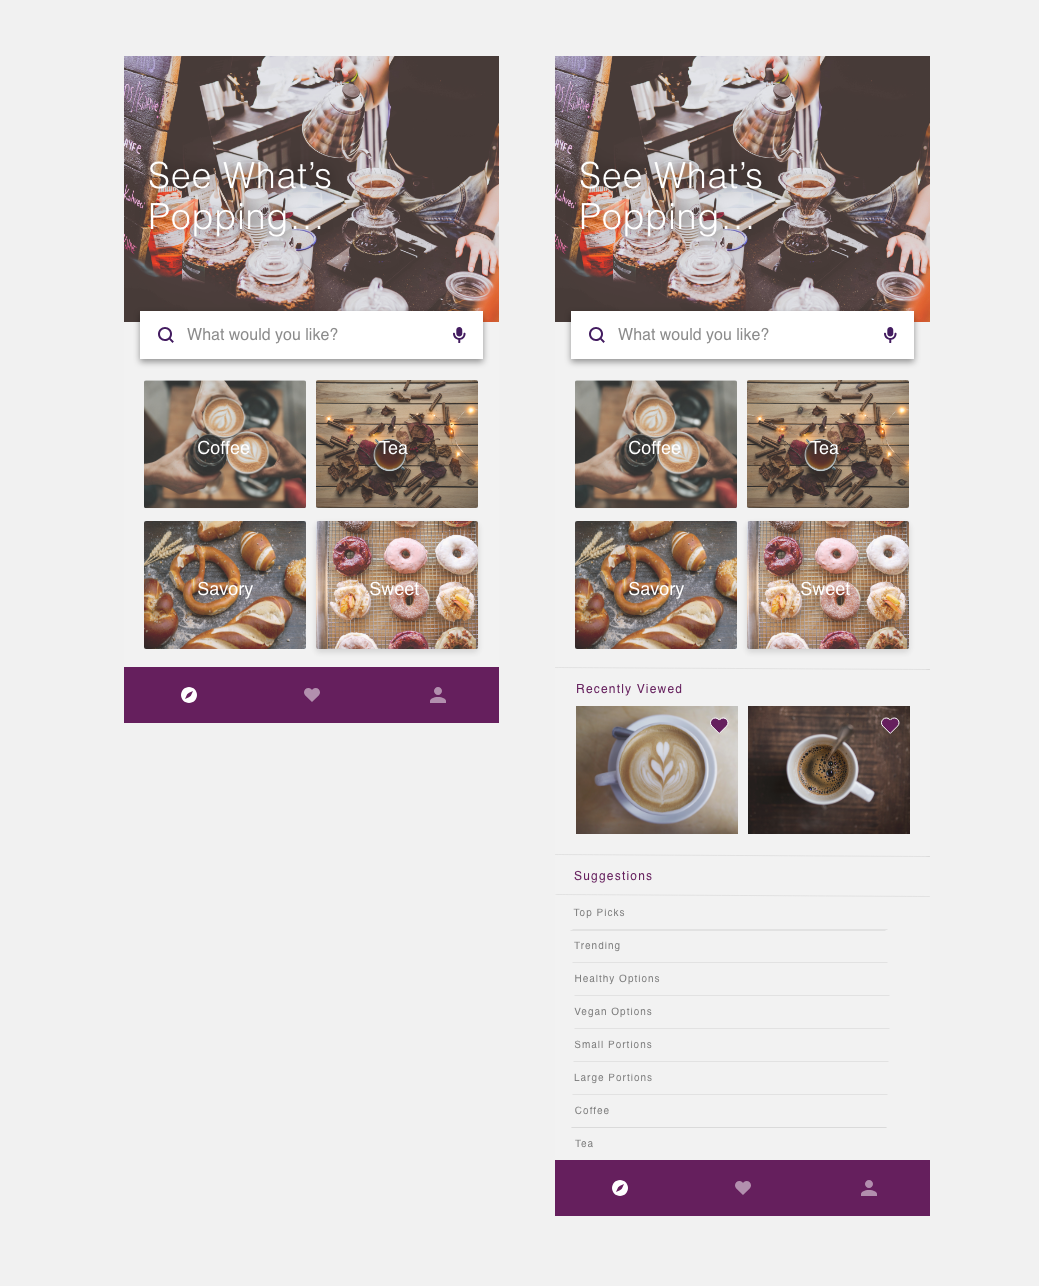 See What's
Popping...
What would you like?
Coffee
Tea
Savory
Sweet
See What's
Popping...
What would you like?
Coffee
Tea
Savory
Sweet
Recently Viewed
Suggestions
Top Picks
Trending
Healthy Options
Vegan Options
Small Portions
Large Portions
Coffee
Tea